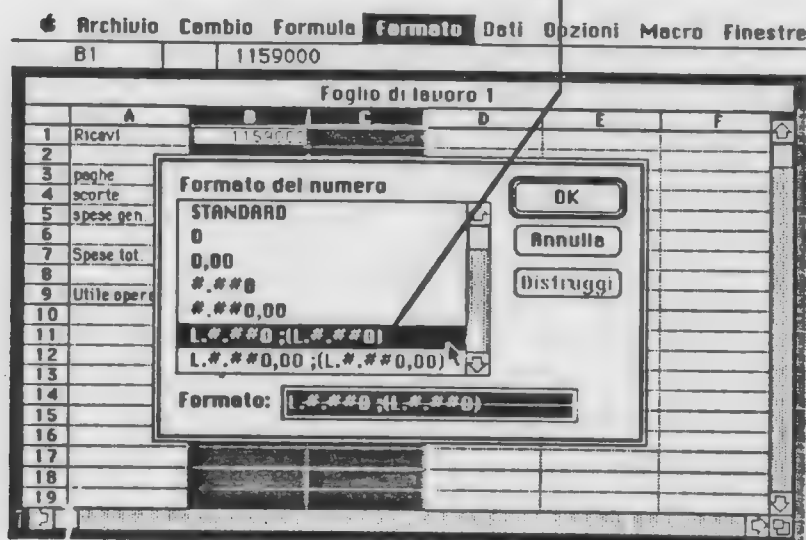 Archivio Cambio Formula Formato Dati Opzioni Macro Finestre
B1 1159000
Foglio di lavoro 1
A B C D E F
1 Ricavi 1159000
2
3 paghe
4 scorte
5 spese gen.
6
7 Spese tot.
8
9 Utile opera
10
11
12
13
14
15
16
17
18
19
Formato del numero
STANDARD
0
0,00
#.##0
#.##0,00
L.#.##0 ;(L.#.##0)
L.#.##0,00 ;(L.#.##0,00)
Formato: L.#.##0 ;(L.#.##0)
OK
Annulla
Distruggi